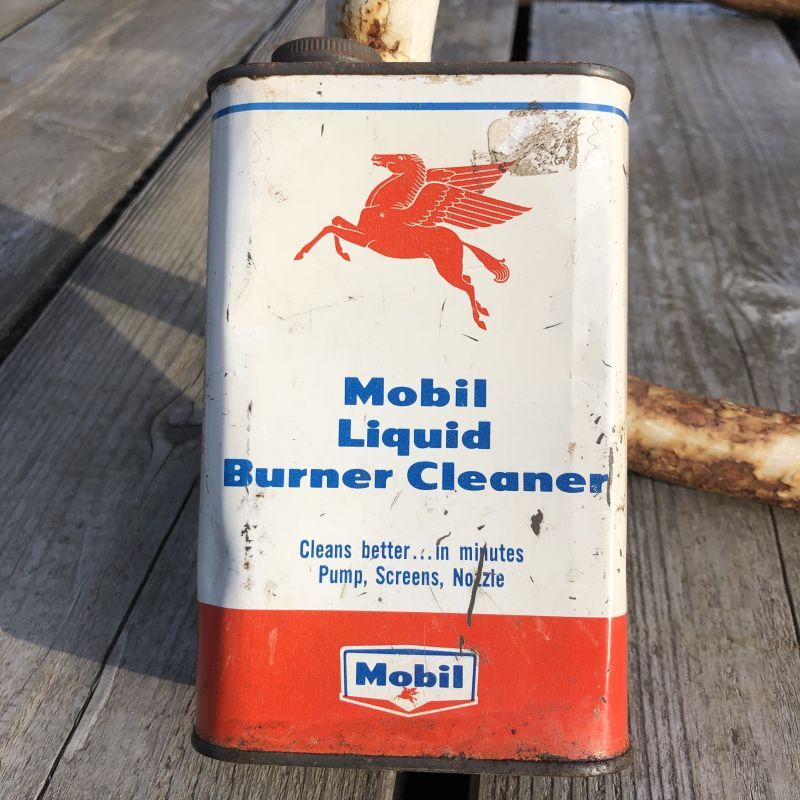 Mobil
Liquid
Burner Cleaner
Cleans better...in minutes
Pump, Screens, Nozzle
Mobil